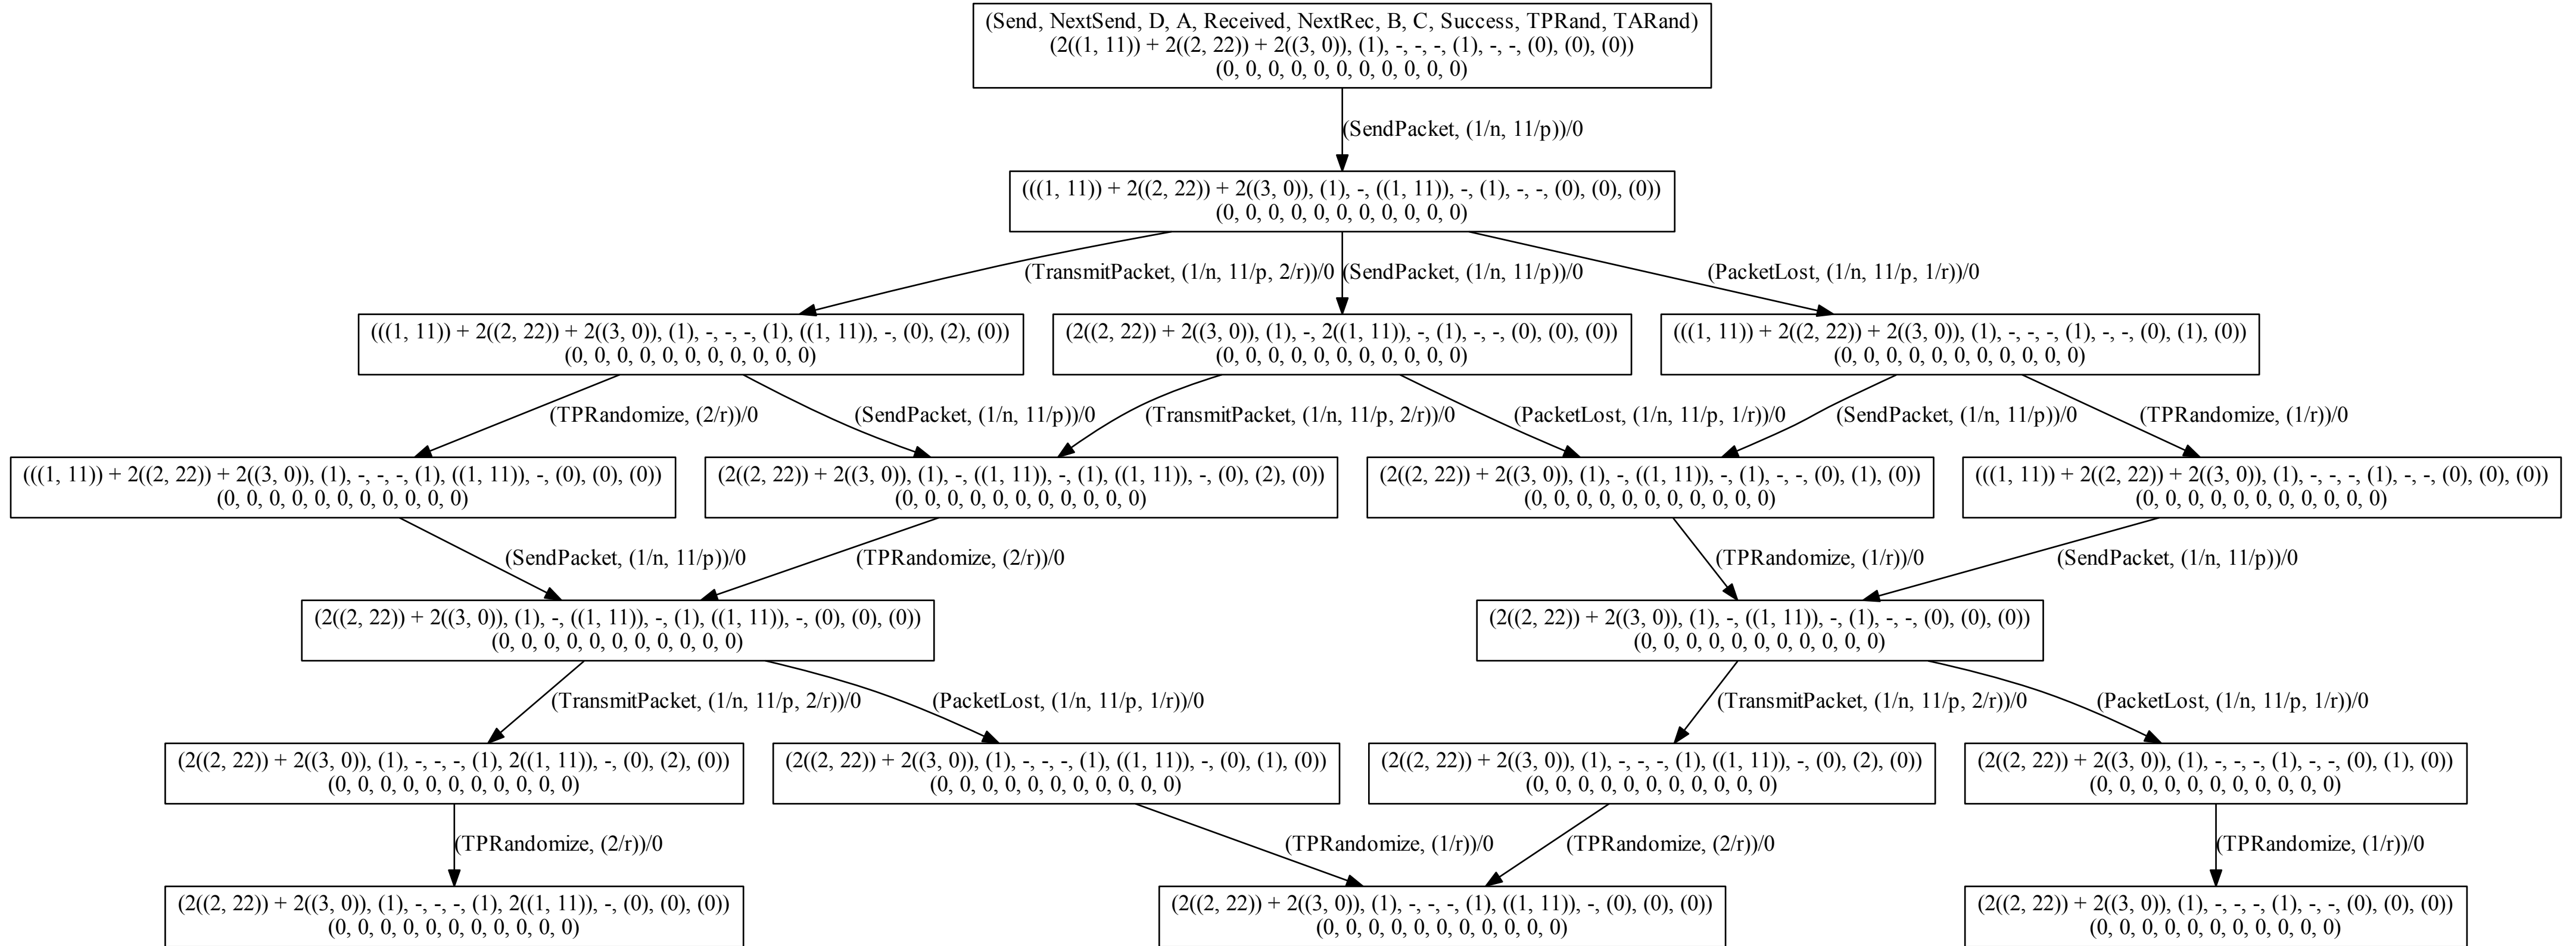 (Send, NextSend, D, A, Received, NextRec, B, C, Success, TPRand, TARand)
(2((1, 11)) + 2((2, 22)) + 2((3, 0)), (1), -, -, -, (1), -, -, (0), (0), (0))
(0, 0, 0, 0, 0, 0, 0, 0, 0, 0, 0)
(SendPacket, (1/n, 11/p))/0
(((1, 11)) + 2((2, 22)) + 2((3, 0)), (1), -, ((1, 11)), -, (1), -, -, (0), (0), (0))
(0, 0, 0, 0, 0, 0, 0, 0, 0, 0, 0)
(TransmitPacket, (1/n, 11/p, 2/r))/0
(SendPacket, (1/n, 11/p))/0
(PacketLost, (1/n, 11/p, 1/r))/0
(((1, 11)) + 2((2, 22)) + 2((3, 0)), (1), -, -, -, (1), ((1, 11)), -, (0), (2), (0))
(0, 0, 0, 0, 0, 0, 0, 0, 0, 0, 0)
(2((2, 22)) + 2((3, 0)), (1), -, 2((1, 11)), -, (1), -, -, (0), (0), (0))
(0, 0, 0, 0, 0, 0, 0, 0, 0, 0, 0)
(((1, 11)) + 2((2, 22)) + 2((3, 0)), (1), -, -, -, (1), -, -, (0), (1), (0))
(0, 0, 0, 0, 0, 0, 0, 0, 0, 0, 0)
(TPRandomize, (2/r))/0
(SendPacket, (1/n, 11/p))/0
(TransmitPacket, (1/n, 11/p, 2/r))/0
(PacketLost, (1/n, 11/p, 1/r))/0
(SendPacket, (1/n, 11/p))/0
(TPRandomize, (1/r))/0
(((1, 11)) + 2((2, 22)) + 2((3, 0)), (1), -, -, -, (1), ((1, 11)), -, (0), (0), (0))
(0, 0, 0, 0, 0, 0, 0, 0, 0, 0, 0)
(2((2, 22)) + 2((3, 0)), (1), -, ((1, 11)), -, (1), ((1, 11)), -, (0), (2), (0))
(0, 0, 0, 0, 0, 0, 0, 0, 0, 0, 0)
(2((2, 22)) + 2((3, 0)), (1), -, ((1, 11)), -, (1), -, -, (0), (1), (0))
(0, 0, 0, 0, 0, 0, 0, 0, 0, 0, 0)
(((1, 11)) + 2((2, 22)) + 2((3, 0)), (1), -, -, -, (1), -, -, (0), (0), (0))
(0, 0, 0, 0, 0, 0, 0, 0, 0, 0, 0)
(SendPacket, (1/n, 11/p))/0
(TPRandomize, (2/r))/0
(TPRandomize, (1/r))/0
(SendPacket, (1/n, 11/p))/0
(2((2, 22)) + 2((3, 0)), (1), -, ((1, 11)), -, (1), ((1, 11)), -, (0), (0), (0))
(0, 0, 0, 0, 0, 0, 0, 0, 0, 0, 0)
(2((2, 22)) + 2((3, 0)), (1), -, ((1, 11)), -, (1), -, -, (0), (0), (0))
(0, 0, 0, 0, 0, 0, 0, 0, 0, 0, 0)
(TransmitPacket, (1/n, 11/p, 2/r))/0
(PacketLost, (1/n, 11/p, 1/r))/0
(TransmitPacket, (1/n, 11/p, 2/r))/0
(PacketLost, (1/n, 11/p, 1/r))/0
(2((2, 22)) + 2((3, 0)), (1), -, -, -, (1), 2((1, 11)), -, (0), (2), (0))
(0, 0, 0, 0, 0, 0, 0, 0, 0, 0, 0)
(2((2, 22)) + 2((3, 0)), (1), -, -, -, (1), ((1, 11)), -, (0), (1), (0))
(0, 0, 0, 0, 0, 0, 0, 0, 0, 0, 0)
(2((2, 22)) + 2((3, 0)), (1), -, -, -, (1), ((1, 11)), -, (0), (2), (0))
(0, 0, 0, 0, 0, 0, 0, 0, 0, 0, 0)
(2((2, 22)) + 2((3, 0)), (1), -, -, -, (1), -, -, (0), (1), (0))
(0, 0, 0, 0, 0, 0, 0, 0, 0, 0, 0)
(TPRandomize, (2/r))/0
(TPRandomize, (1/r))/0
(TPRandomize, (2/r))/0
(TPRandomize, (1/r))/0
(2((2, 22)) + 2((3, 0)), (1), -, -, -, (1), 2((1, 11)), -, (0), (0), (0))
(0, 0, 0, 0, 0, 0, 0, 0, 0, 0, 0)
(2((2, 22)) + 2((3, 0)), (1), -, -, -, (1), ((1, 11)), -, (0), (0), (0))
(0, 0, 0, 0, 0, 0, 0, 0, 0, 0, 0)
(2((2, 22)) + 2((3, 0)), (1), -, -, -, (1), -, -, (0), (0), (0))
(0, 0, 0, 0, 0, 0, 0, 0, 0, 0, 0)